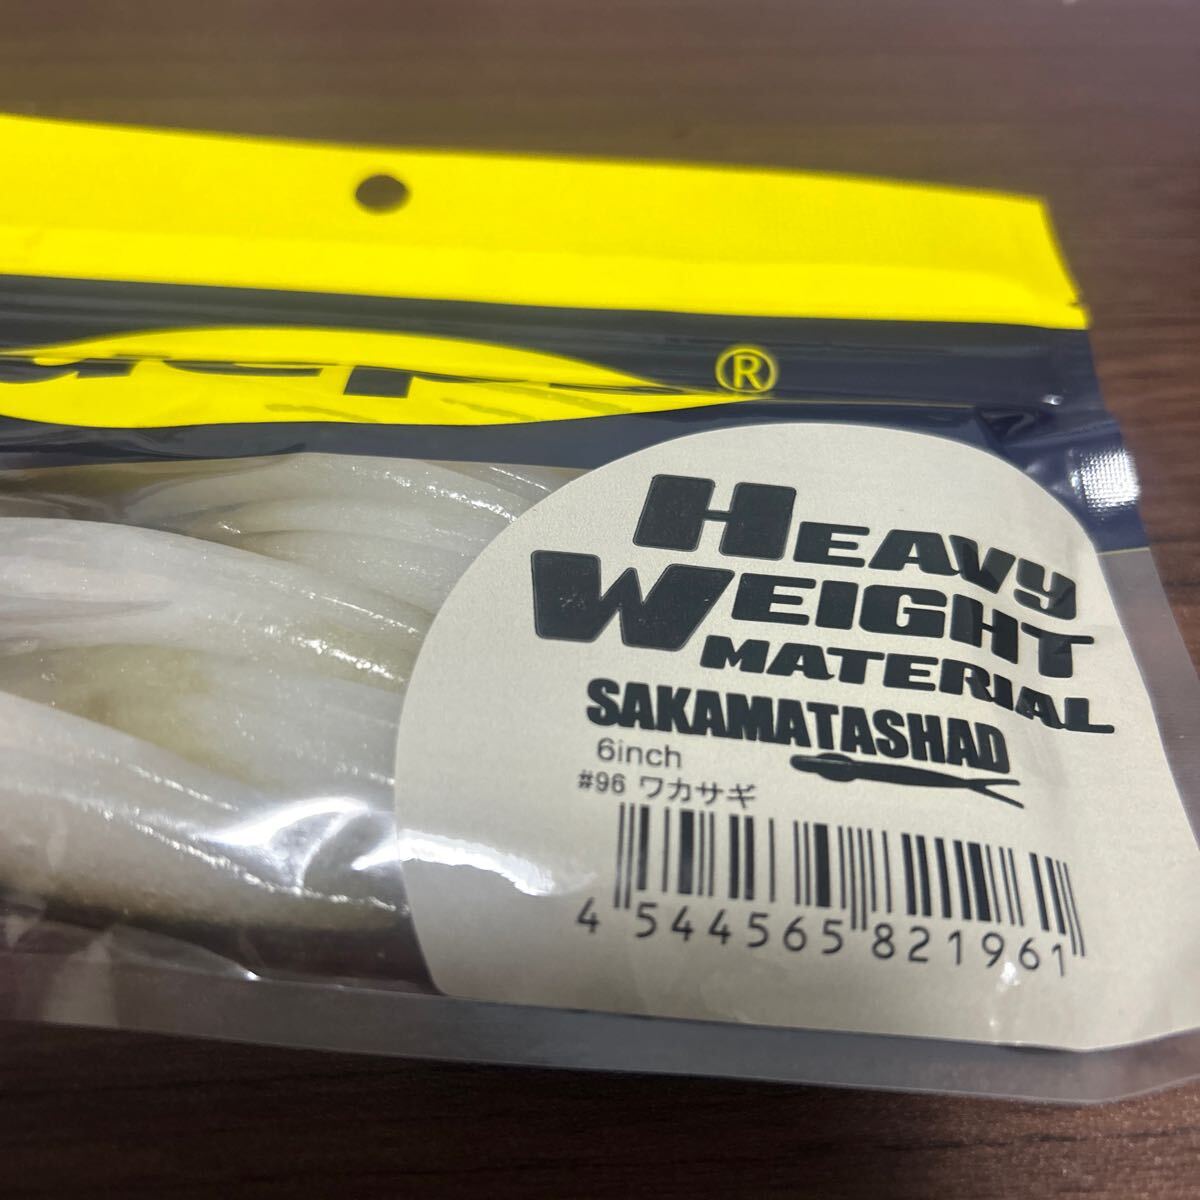 ®
HEAVY
WEIGHT
MATERIAL
SAKAMATASHAD
6inch
#96 ワカサギ
4 544565 821961